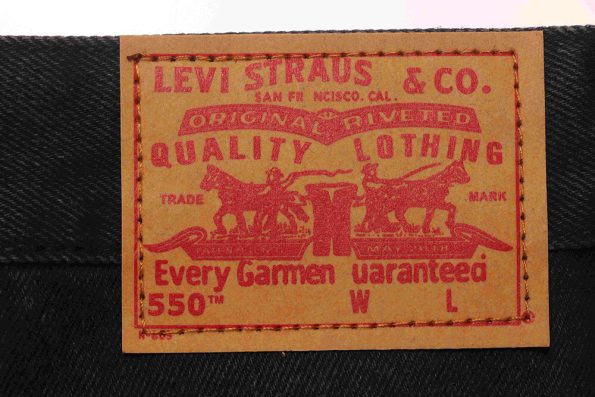 LEVI STRAUS & CO.
SAN FR NCISCO. CAL.
ORIGINAL RIVETED
QUALITY LOTHING
TRADE MARK
Every Garmen uaranteed
550™ W L